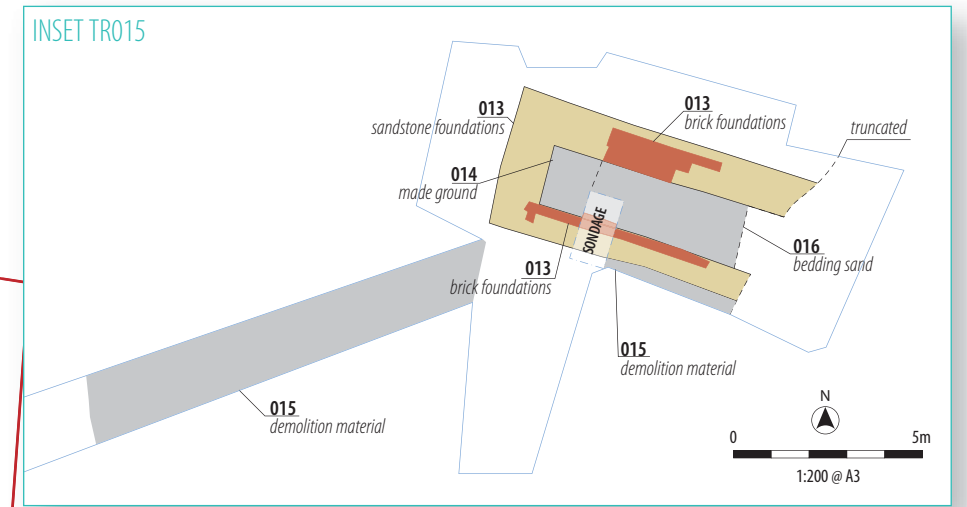 INSET TR015
013
sandstone foundations
013
brick foundations
truncated
014
made ground
SONDAGE
016
bedding sand
013
brick foundations
015
demolition material
015
demolition material
N
0 5m
1:200 @ A3